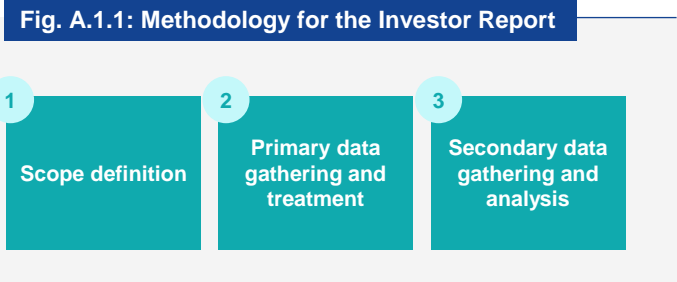 Fig. A.1.1: Methodology for the Investor Report
1
Scope definition
2
Primary data
gathering and
treatment
3
Secondary data
gathering and
analysis